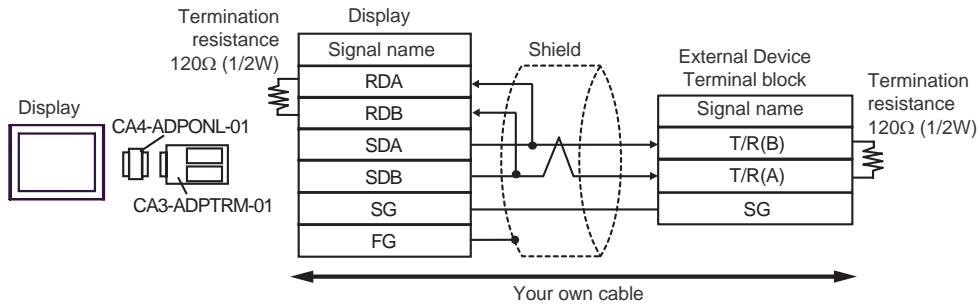 Termination
resistance
120Ω (1/2W)
Display
Signal name
RDA
RDB
SDA
SDB
SG
FG
Shield
External Device
Terminal block
Signal name
T/R(B)
T/R(A)
SG
Termination
resistance
120Ω (1/2W)
Display
CA4-ADPONL-01
CA3-ADPTRM-01
Your own cable